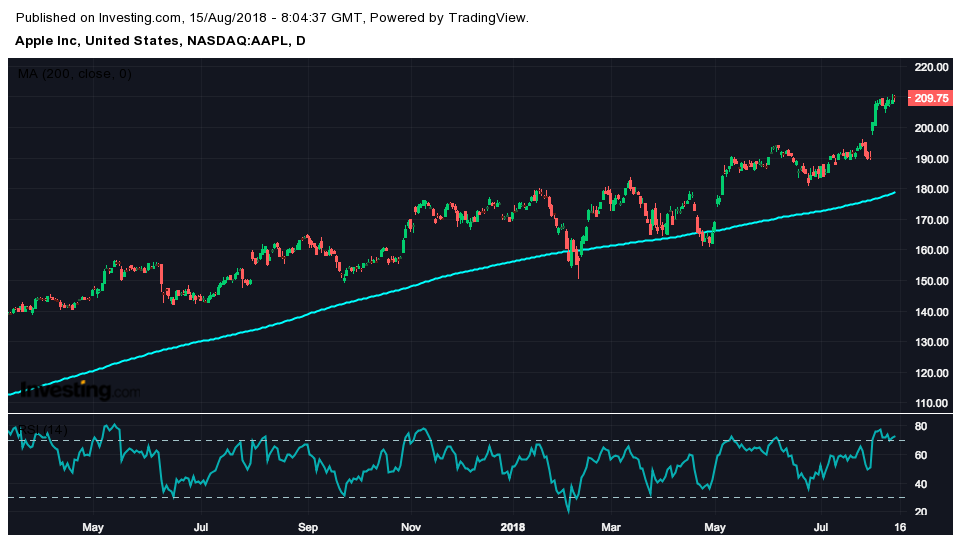 Published on Investing.com, 15/Aug/2018 - 8:04:37 GMT, Powered by TradingView.
Apple Inc, United States, NASDAQ:AAPL, D
MA (200, close, 0)
220.00
209.75
200.00
190.00
180.00
170.00
160.00
150.00
140.00
130.00
120.00
110.00
Investing.com
RSI (14)
80
60
40
20
May
Jul
Sep
Nov
2018
Mar
May
Jul
16